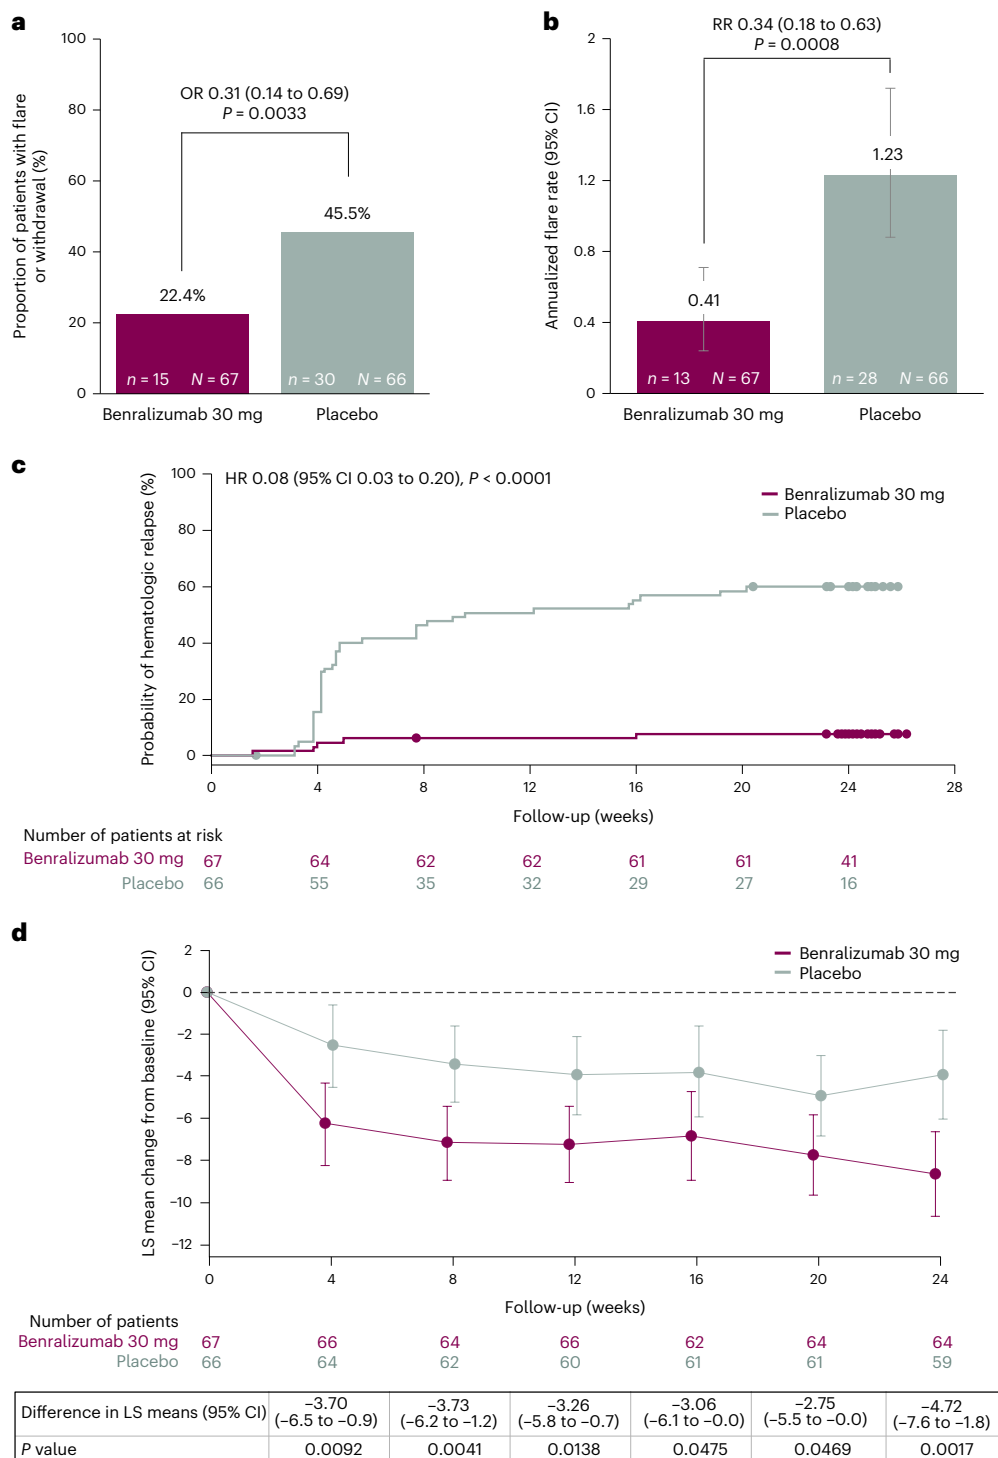 a
100
80
60
40
20
0
Proportion of patients with flare
or withdrawal (%)
OR 0.31 (0.14 to 0.69)
P = 0.0033
22.4%
45.5%
n = 15 N = 67
n = 30 N = 66
Benralizumab 30 mg
Placebo
b
2
1.6
1.2
0.8
0.4
0
Annualized flare rate (95% CI)
RR 0.34 (0.18 to 0.63)
P = 0.0008
0.41
1.23
n = 13 N = 67
n = 28 N = 66
Benralizumab 30 mg
Placebo
c
100
80
60
40
20
0
Probability of hematologic relapse (%)
HR 0.08 (95% CI 0.03 to 0.20), P < 0.0001
Benralizumab 30 mg
Placebo
0 4 8 12 16 20 24 28
Follow-up (weeks)
Number of patients at risk
Benralizumab 30 mg 67 64 62 62 61 61 41
Placebo 66 55 35 32 29 27 16
d
2
0
−2
−4
−6
−8
−10
−12
LS mean change from baseline (95% CI)
Benralizumab 30 mg
Placebo
0 4 8 12 16 20 24
Follow-up (weeks)
Number of patients
Benralizumab 30 mg 67 66 64 66 62 64 64
Placebo 66 64 62 60 61 61 59
Difference in LS means (95% CI) −3.70 −3.73 −3.26 −3.06 −2.75 −4.72
(−6.5 to −0.9) (−6.2 to −1.2) (−5.8 to −0.7) (−6.1 to −0.0) (−5.5 to −0.0) (−7.6 to −1.8)
P value 0.0092 0.0041 0.0138 0.0475 0.0469 0.0017